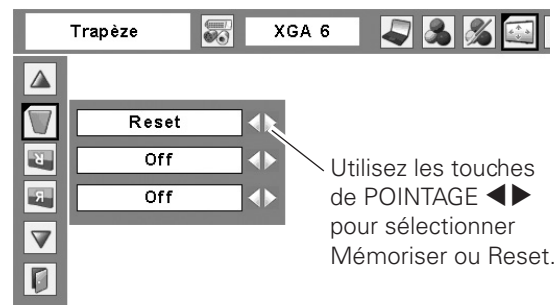 Trapèze XGA 6
Reset
Off
Off
Utilisez les touches
de POINTAGE ◀▶
pour sélectionner
Mémoriser ou Reset.